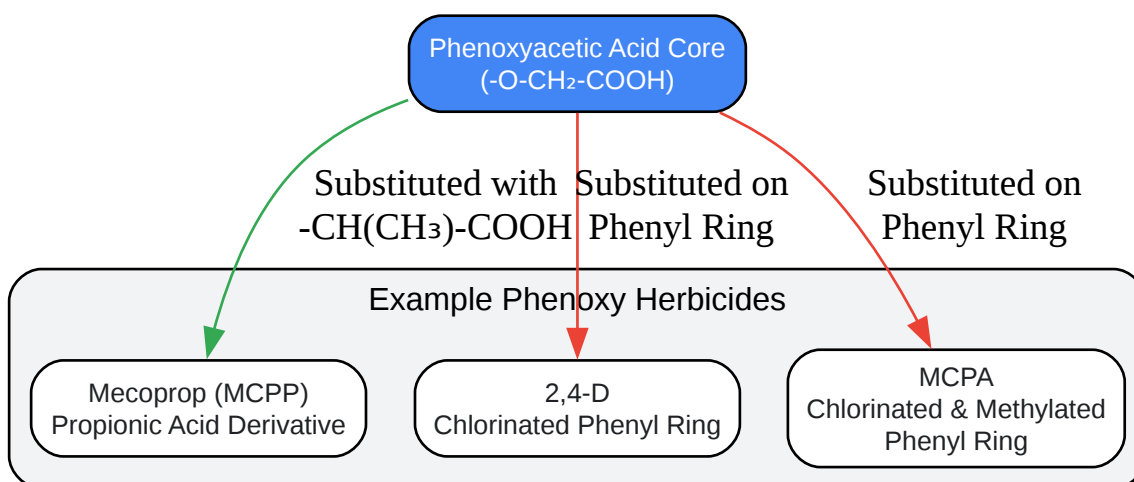 Phenoxyacetic Acid Core
(-O-CH₂-COOH)
Substituted with
-CH(CH₃)-COOH
Substituted on
Phenyl Ring
Substituted on
Phenyl Ring
Example Phenoxy Herbicides
Mecoprop (MCPP)
Propionic Acid Derivative
2,4-D
Chlorinated Phenyl Ring
MCPA
Chlorinated & Methylated
Phenyl Ring